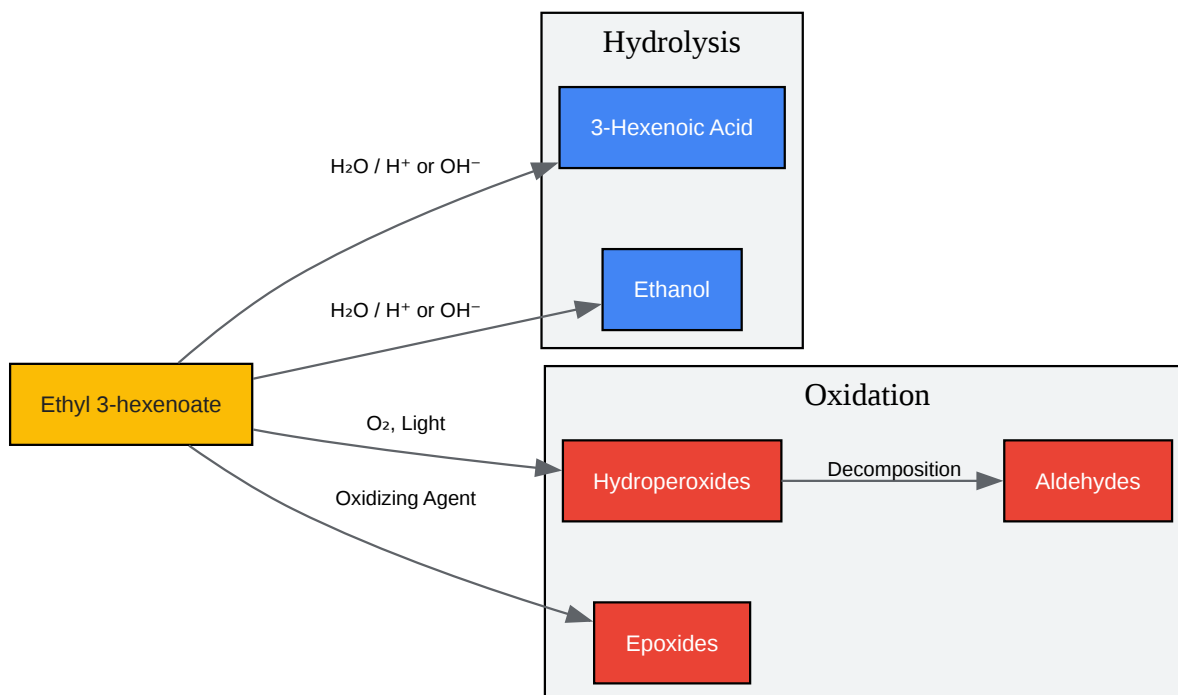 Hydrolysis
3-Hexenoic Acid
H₂O / H⁺ or OH⁻
Ethanol
H₂O / H⁺ or OH⁻
Ethyl 3-hexenoate
Oxidation
O₂, Light
Hydroperoxides
Decomposition
Aldehydes
Oxidizing Agent
Epoxides